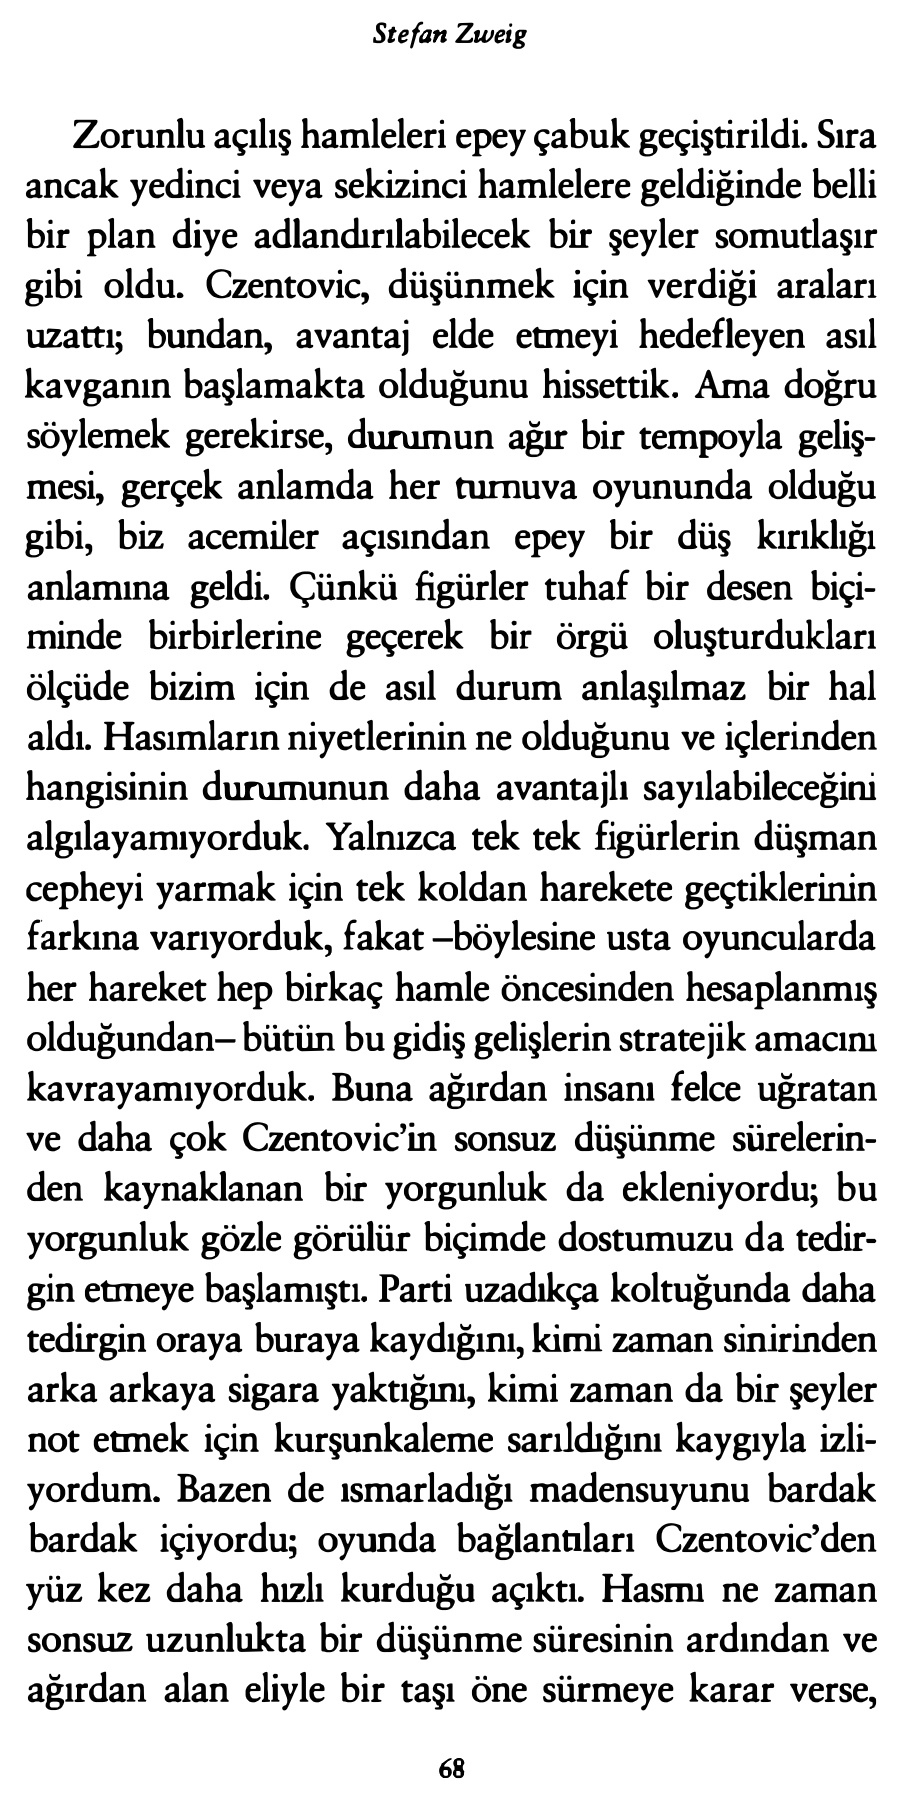 Stefan Zweig
Zorunlu açılış hamleleri epey çabuk geçiştirildi. Sıra
ancak yedinci veya sekizinci hamlelere geldiğinde belli
bir plan diye adlandırılabilecek bir şeyler somutlaşır
gibi oldu. Czentovic, düşünmek için verdiği araları
uzattı; bundan, avantaj elde etmeyi hedefleyen asıl
kavganın başlamakta olduğunu hissettik. Ama doğru
söylemek gerekirse, durumun ağır bir tempoyla geliş-
mesi, gerçek anlamda her turnuva oyununda olduğu
gibi, biz acemiler açısından epey bir düş kırıklığı
anlamına geldi. Çünkü figürler tuhaf bir desen biçi-
minde birbirlerine geçerek bir örgü oluşturdukları
ölçüde bizim için de asıl durum anlaşılmaz bir hal
aldı. Hasımların niyetlerinin ne olduğunu ve içlerinden
hangisinin durumunun daha avantajlı sayılabileceğini
algılayamıyorduk. Yalnızca tek tek figürlerin düşman
cepheyi yarmak için tek koldan harekete geçtiklerinin
farkına varıyorduk, fakat –böylesine usta oyuncularda
her hareket hep birkaç hamle öncesinden hesaplanmış
olduğundan– bütün bu gidiş gelişlerin stratejik amacını
kavrayamıyorduk. Buna ağırdan insanı felce uğratan
ve daha çok Czentovic’in sonsuz düşünme sürelerin-
den kaynaklanan bir yorgunluk da ekleniyordu; bu
yorgunluk gözle görülür biçimde dostumuzu da tedir-
gin etmeye başlamıştı. Parti uzadıkça koltuğunda daha
tedirgin oraya buraya kaydığını, kimi zaman sinirinden
arka arkaya sigara yaktığını, kimi zaman da bir şeyler
not etmek için kurşunkaleme sarıldığını kaygıyla izli-
yordum. Bazen de ısmarladığı madensuyunu bardak
bardak içiyordu; oyunda bağlantıları Czentovic’den
yüz kez daha hızlı kurduğu açıktı. Hasmı ne zaman
sonsuz uzunlukta bir düşünme süresinin ardından ve
ağırdan alan eliyle bir taşı öne sürmeye karar verse,
68